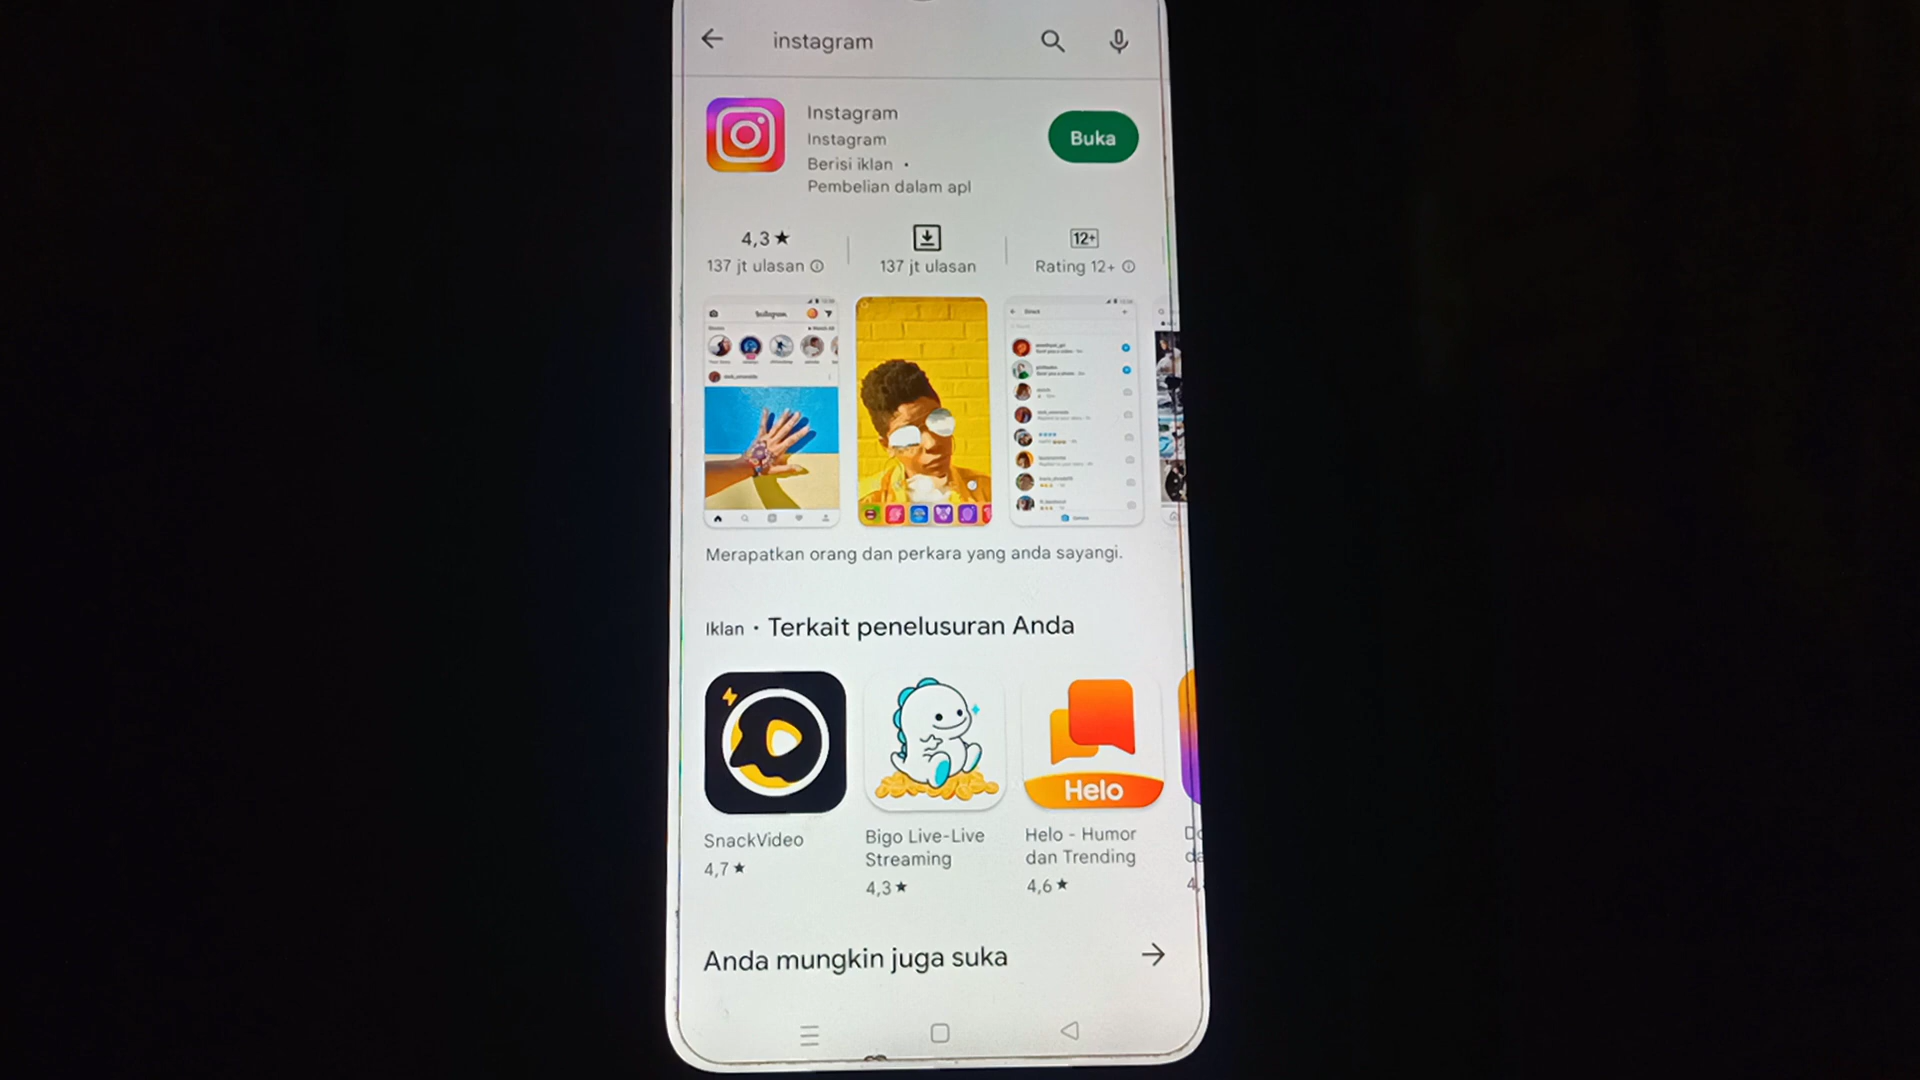 instagram
Instagram
Instagram
Berisi iklan •
Pembelian dalam apl
Buka
4,3★
137 jt ulasan
137 jt ulasan
12+
Rating 12+
Instagram
Direct
Merapatkan orang dan perkara yang anda sayangi.
Iklan • Terkait penelusuran Anda
Helo
SnackVideo
4,7★
Bigo Live-Live
Streaming
4,3★
Helo - Humor
dan Trending
4,6★
Anda mungkin juga suka